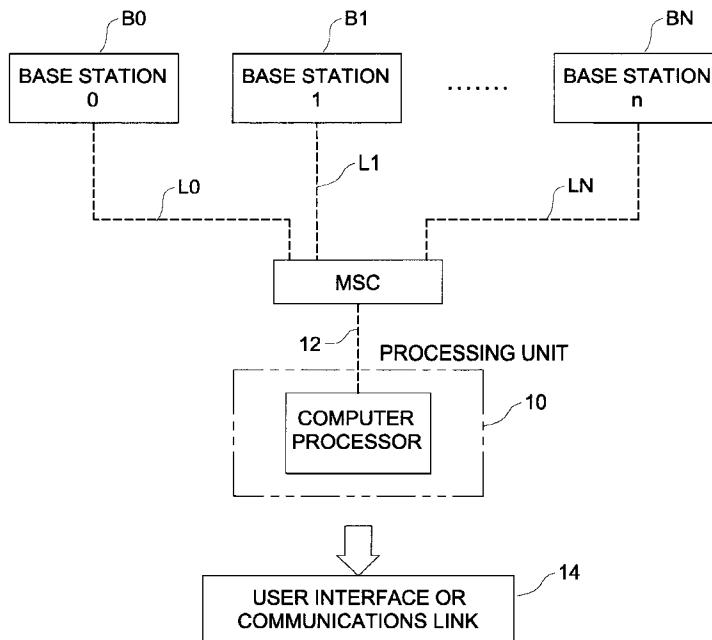 B0
B1
BN
BASE STATION
0
BASE STATION
1
.......
BASE STATION
n
L0
L1
LN
MSC
12
PROCESSING UNIT
10
COMPUTER
PROCESSOR
14
USER INTERFACE OR
COMMUNICATIONS LINK